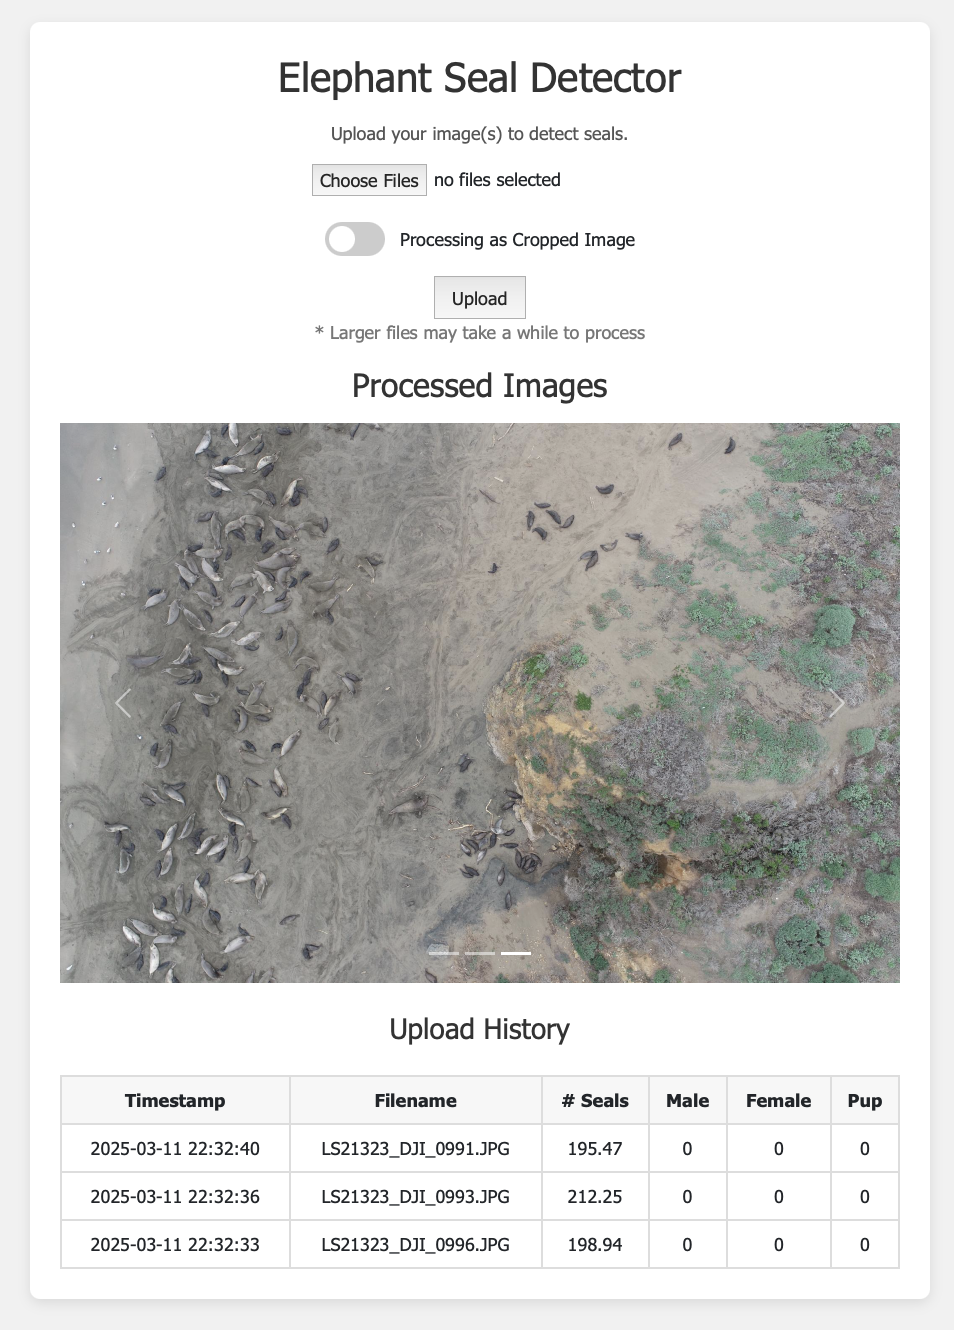 Elephant Seal Detector
Upload your image(s) to detect seals.
Choose Files no files selected
Processing as Cropped Image
Upload
* Larger files may take a while to process
Processed Images
Upload History
Timestamp Filename # Seals Male Female Pup
2025-03-11 22:32:40 LS21323_DJI_0991.JPG 195.47 0 0 0
2025-03-11 22:32:36 LS21323_DJI_0993.JPG 212.25 0 0 0
2025-03-11 22:32:33 LS21323_DJI_0996.JPG 198.94 0 0 0